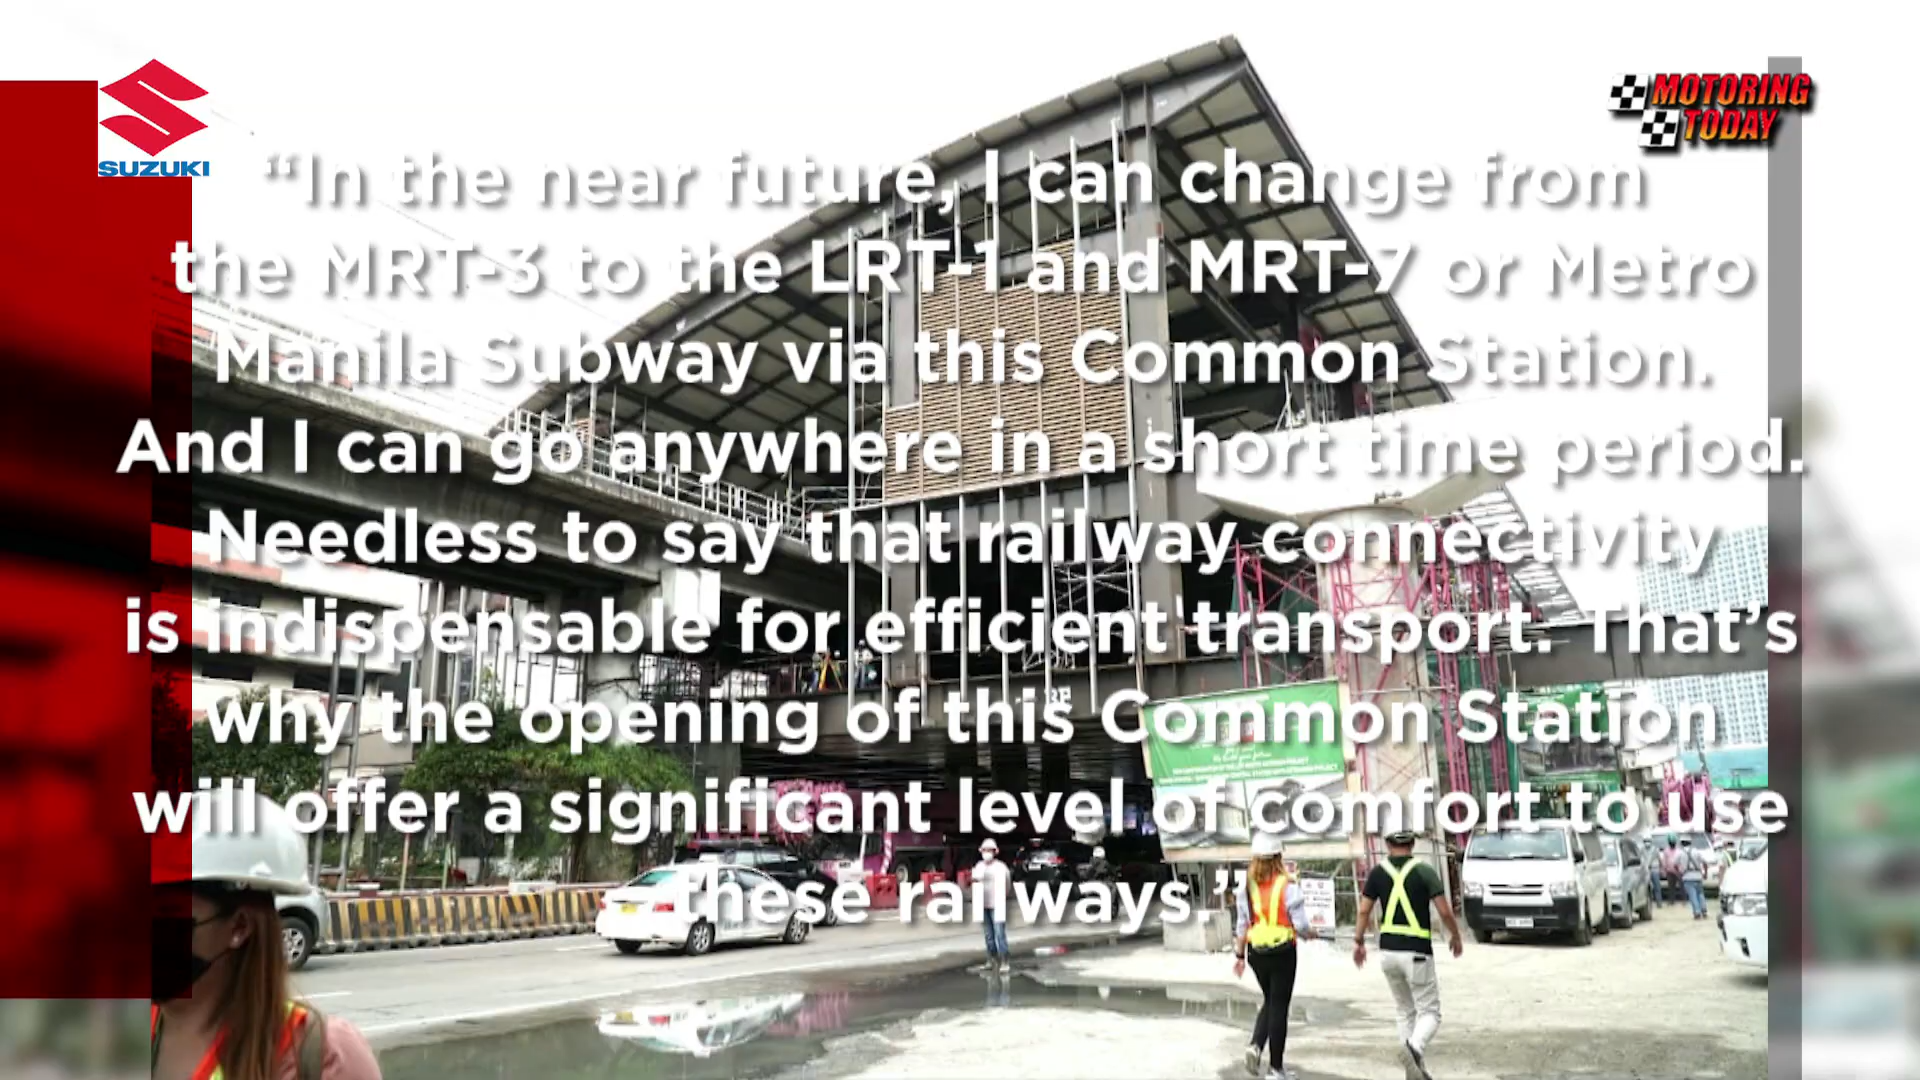 SUZUKI
MOTORING
TODAY
“In the near future, I can change from
the MRT-3 to the LRT-1 and MRT-7 or Metro
Manila Subway via this Common Station.
And I can go anywhere in a short time period.
Needless to say that railway connectivity
is indispensable for efficient transport. That’s
why the opening of this Common Station
will offer a significant level of comfort to use
these railways.”